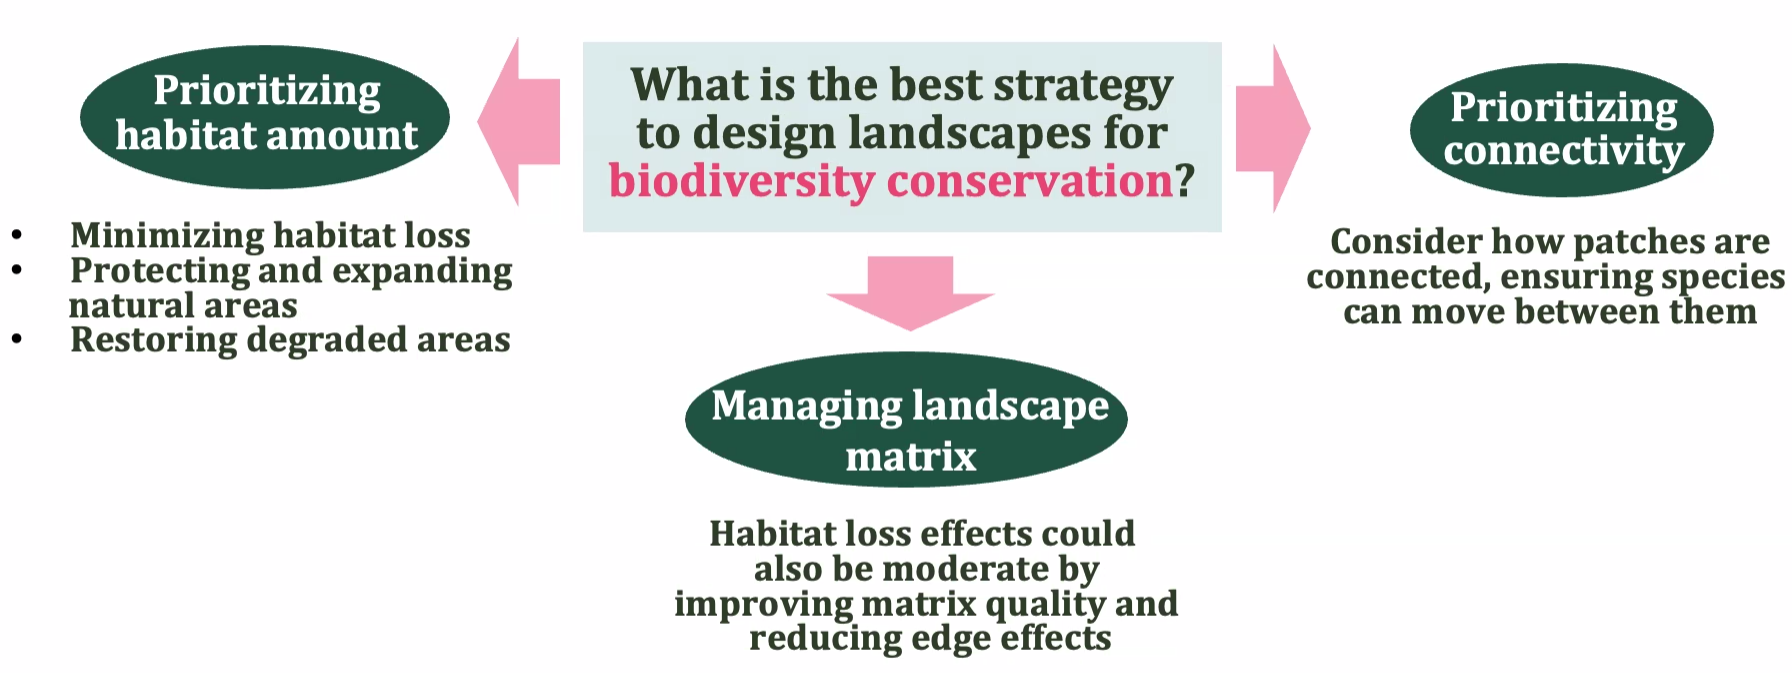 What is the best strategy
to design landscapes for
biodiversity conservation?
Prioritizing
habitat amount
• Minimizing habitat loss
• Protecting and expanding
natural areas
• Restoring degraded areas
Managing landscape
matrix
Habitat loss effects could
also be moderate by
improving matrix quality and
reducing edge effects
Prioritizing
connectivity
Consider how patches are
connected, ensuring species
can move between them